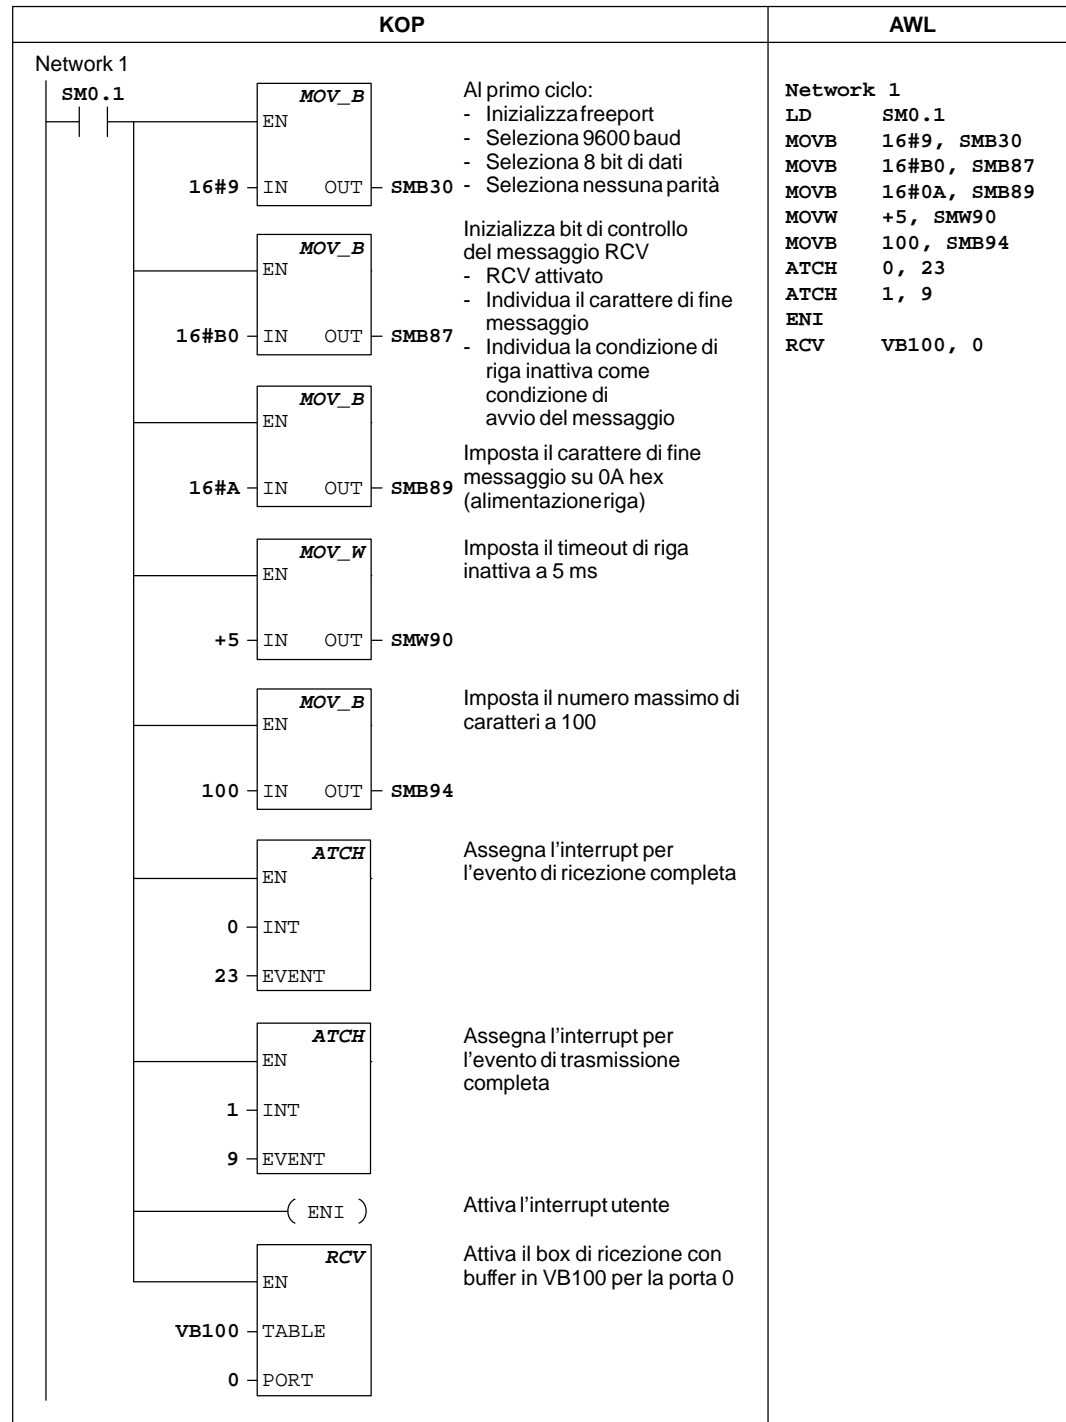 KOP
AWL
Network 1
SM0.1
MOV_B
EN
16#9 IN OUT SMB30
Al primo ciclo:
- Inizializza freeport
- Seleziona 9600 baud
- Seleziona 8 bit di dati
- Seleziona nessuna parità
MOV_B
EN
16#B0 IN OUT SMB87
Inizializza bit di controllo
del messaggio RCV
- RCV attivato
- Individua il carattere di fine
messaggio
- Individua la condizione di
riga inattiva come
condizione di
avvio del messaggio
MOV_B
EN
16#A IN OUT SMB89
Imposta il carattere di fine
messaggio su 0A hex
(alimentazione riga)
MOV_W
EN
+5 IN OUT SMW90
Imposta il timeout di riga
inattiva a 5 ms
MOV_B
EN
100 IN OUT SMB94
Imposta il numero massimo di
caratteri a 100
ATCH
EN
0 INT
23 EVENT
Assegna l'interrupt per
l'evento di ricezione completa
ATCH
EN
1 INT
9 EVENT
Assegna l'interrupt per
l'evento di trasmissione
completa
( ENI )
Attiva l'interrupt utente
RCV
EN
VB100 TABLE
0 PORT
Attiva il box di ricezione con
buffer in VB100 per la porta 0
Network 1
LD SM0.1
MOVB 16#9, SMB30
MOVB 16#B0, SMB87
MOVB 16#0A, SMB89
MOVW +5, SMW90
MOVB 100, SMB94
ATCH 0, 23
ATCH 1, 9
ENI
RCV VB100, 0